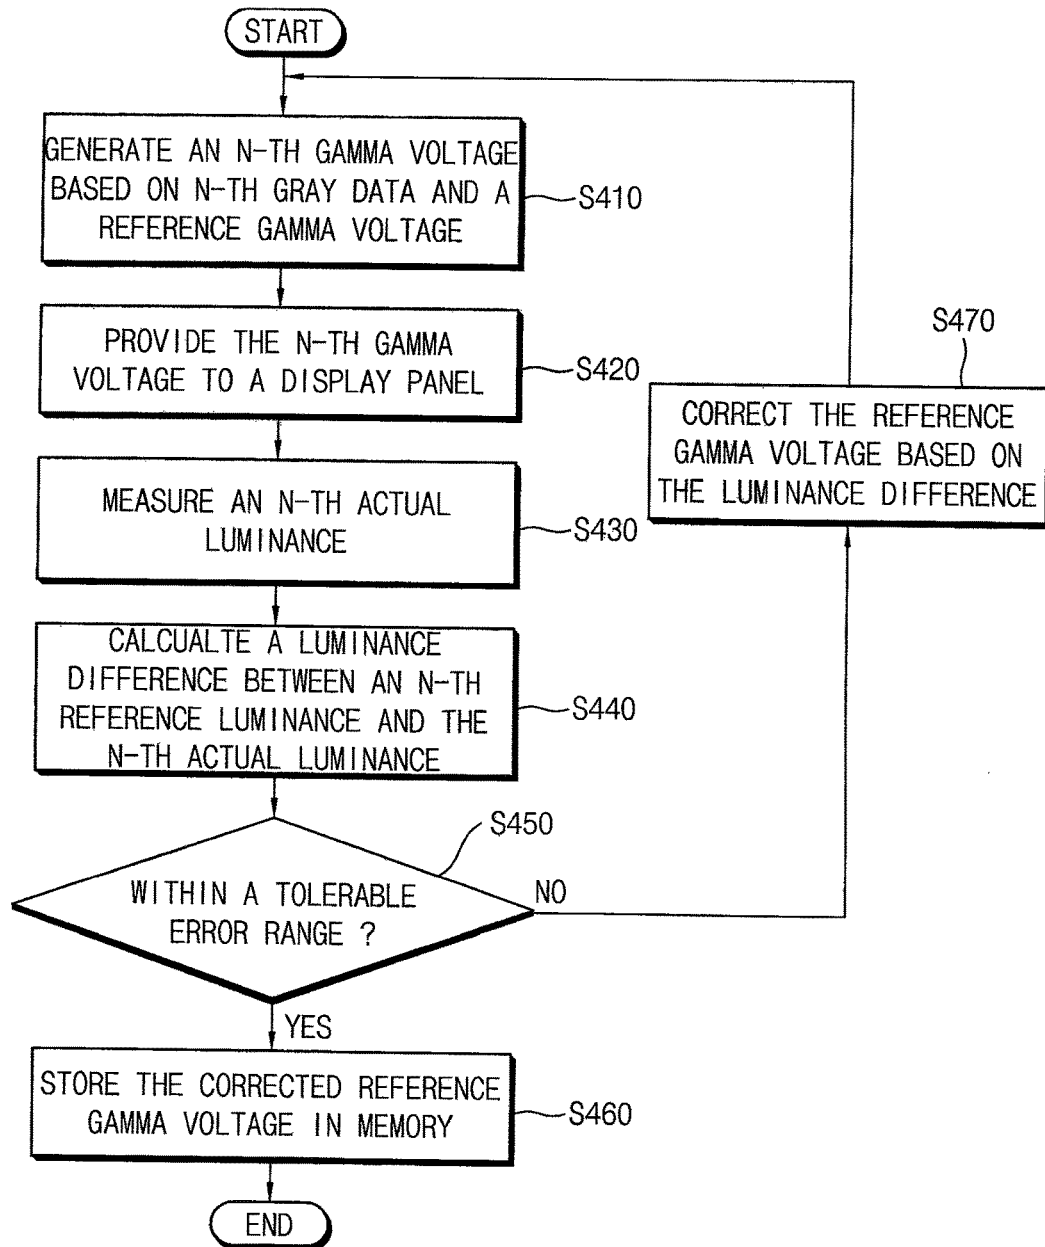 START
GENERATE AN N-TH GAMMA VOLTAGE
BASED ON N-TH GRAY DATA AND A
REFERENCE GAMMA VOLTAGE
S410
PROVIDE THE N-TH GAMMA
VOLTAGE TO A DISPLAY PANEL
S420
MEASURE AN N-TH ACTUAL
LUMINANCE
S430
CALCUALTE A LUMINANCE
DIFFERENCE BETWEEN AN N-TH
REFERENCE LUMINANCE AND THE
N-TH ACTUAL LUMINANCE
S440
S450
WITHIN A TOLERABLE
ERROR RANGE ?
NO
YES
S470
CORRECT THE REFERENCE
GAMMA VOLTAGE BASED ON
THE LUMINANCE DIFFERENCE
STORE THE CORRECTED REFERENCE
GAMMA VOLTAGE IN MEMORY
S460
END